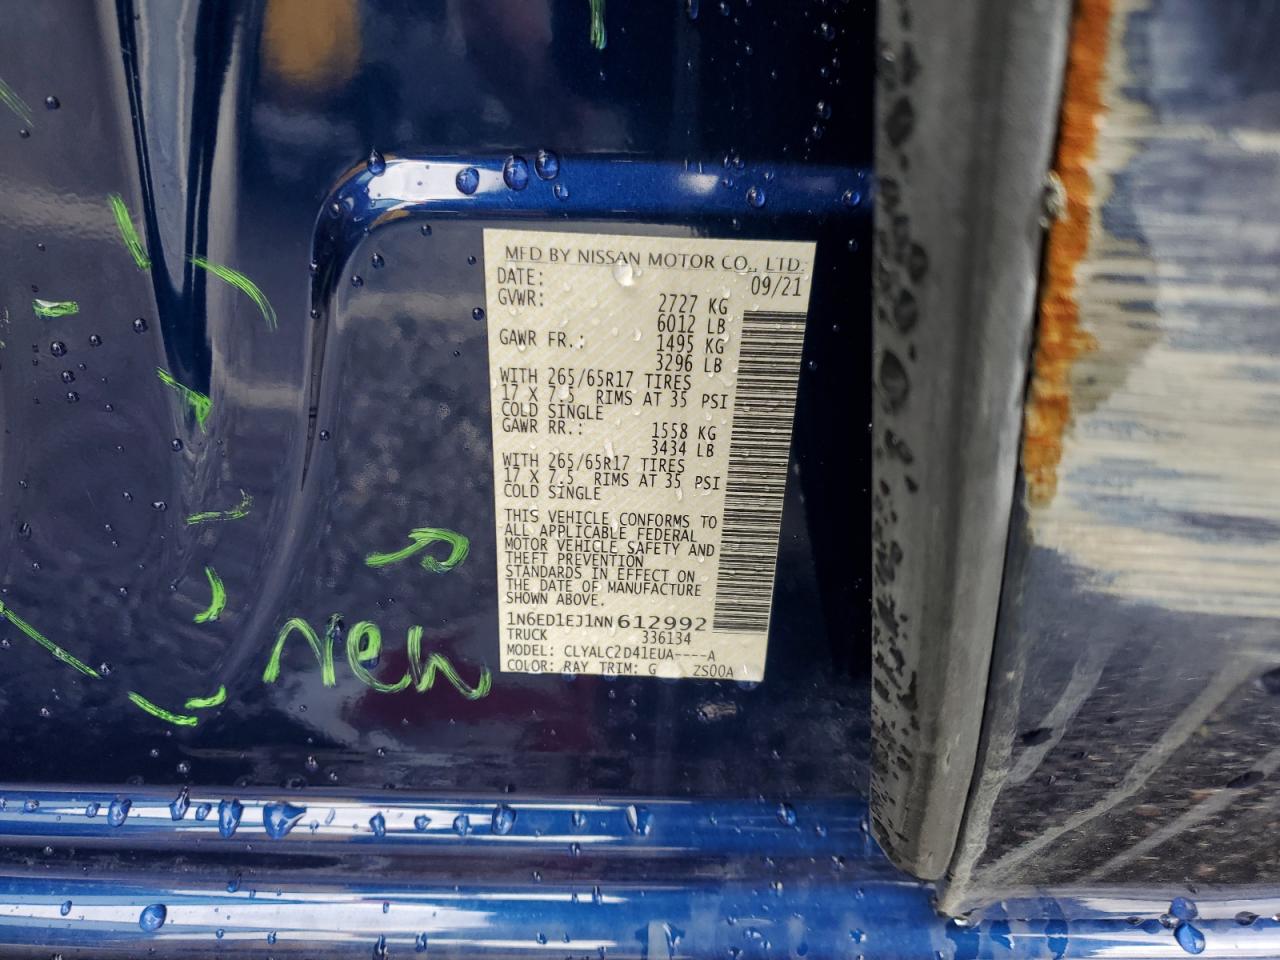 MFD BY NISSAN MOTOR CO., LTD.
DATE: 09/21
GVWR: 2727 KG
6012 LB
GAWR FR.: 1495 KG
3296 LB
WITH 265/65R17 TIRES
17 X 7.5 RIMS AT 35 PSI
COLD SINGLE
GAWR RR.: 1558 KG
3434 LB
WITH 265/65R17 TIRES
17 X 7.5 RIMS AT 35 PSI
COLD SINGLE
THIS VEHICLE CONFORMS TO
ALL APPLICABLE FEDERAL
MOTOR VEHICLE SAFETY AND
THEFT PREVENTION
STANDARDS IN EFFECT ON
THE DATE OF MANUFACTURE
SHOWN ABOVE.
1N6ED1EJ1NN612992
TRUCK 336134
MODEL: CLYALC2D41EUA----A
COLOR: RAY TRIM: G ZS00A
new